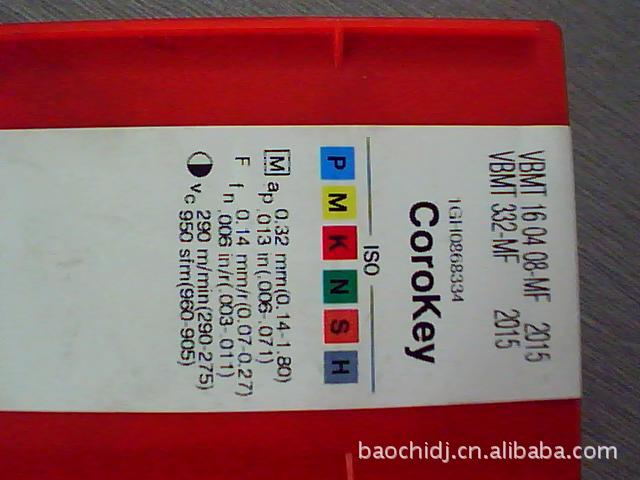 VBMT 16 04 08-MF 2015
VBMT 332-MF 2015
1GH0868334
CoroKey
ISO
P M K N S H
M ap 0.32 mm(0.14-1.80)
.013 in(.006-.071)
F fn 0.14 mm/r(0.07-0.27)
.006 in/r(.003-.011)
vc 290 m/min(290-275)
950 sfm(960-905)
baochidj.cn.alibaba.com